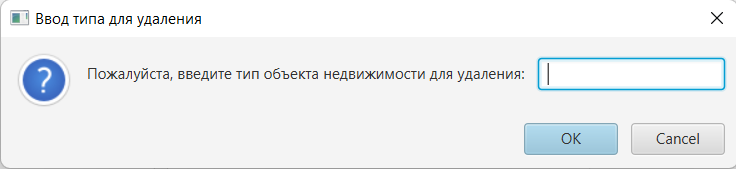 Ввод типа для удаления
Пожалуйста, введите тип объекта недвижимости для удаления:
OK Cancel